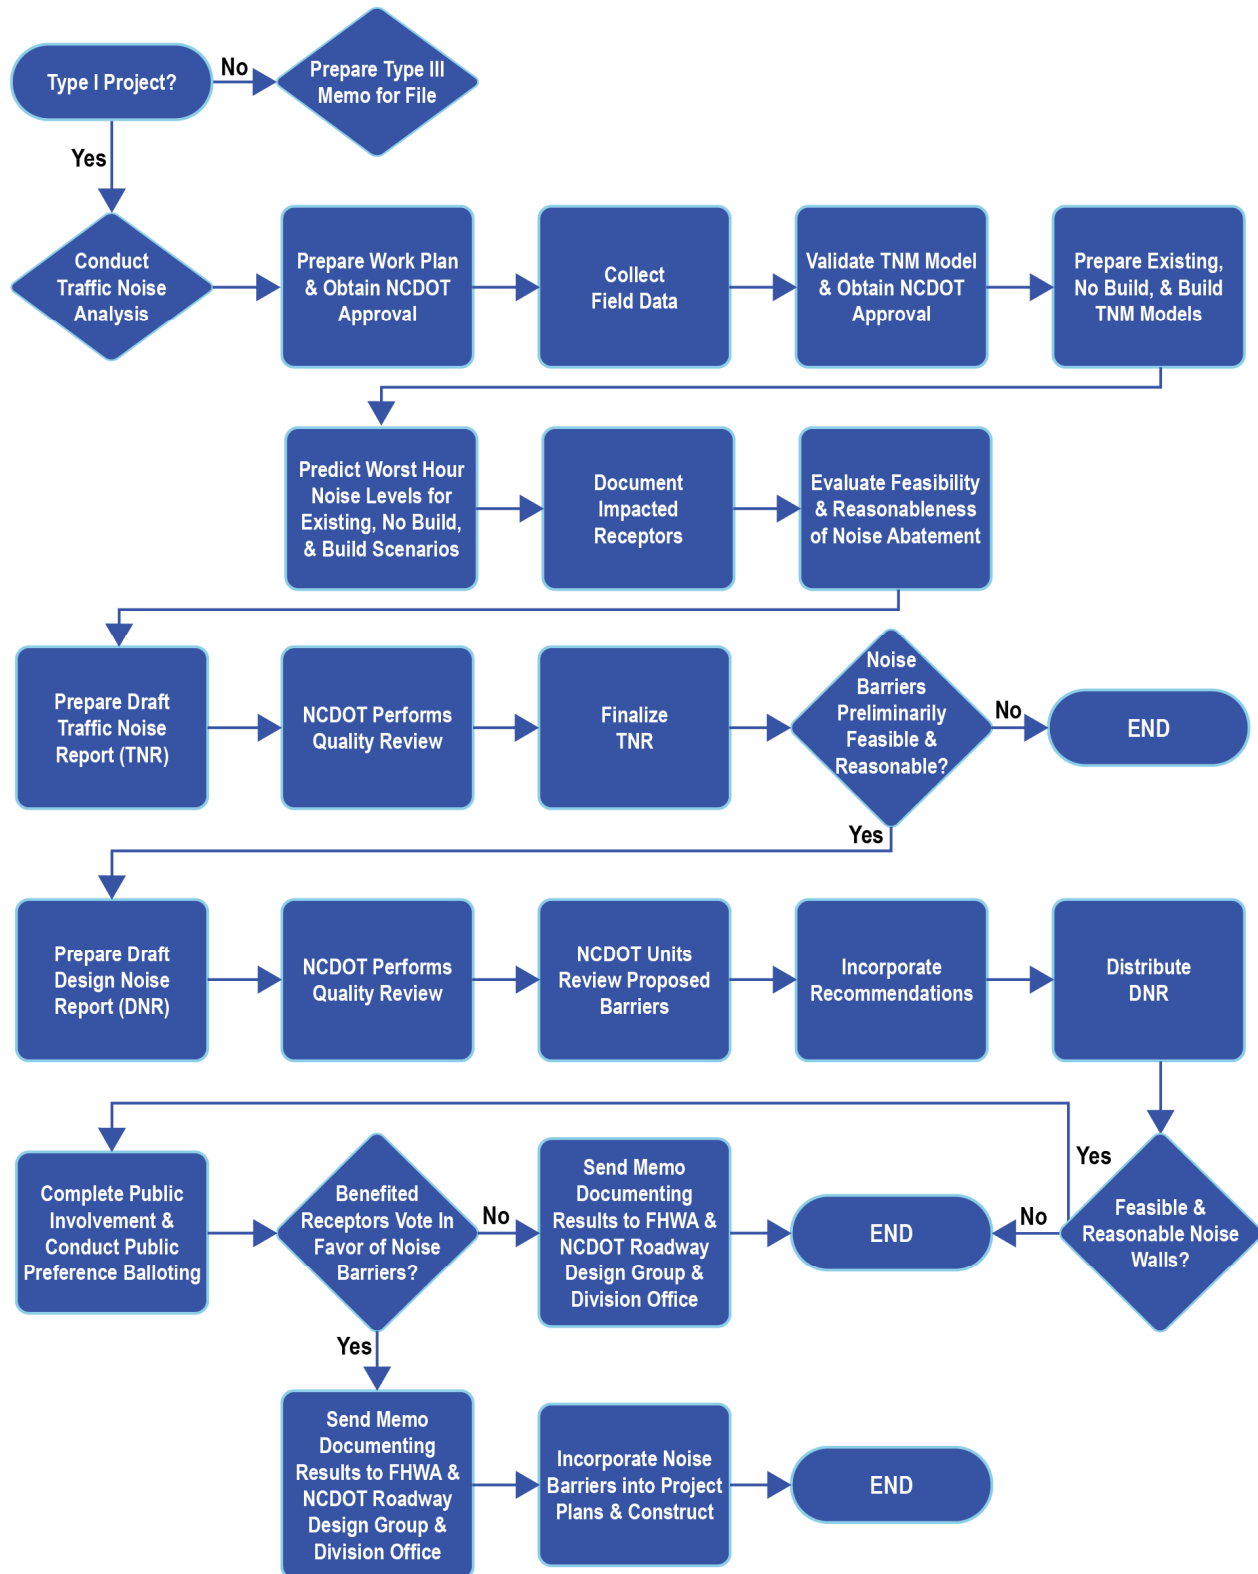 Type I Project?
No
Prepare Type III
Memo for File
Yes
Conduct
Traffic Noise
Analysis
Prepare Work Plan
& Obtain NCDOT
Approval
Collect
Field Data
Validate TNM Model
& Obtain NCDOT
Approval
Prepare Existing,
No Build, & Build
TNM Models
Predict Worst Hour
Noise Levels for
Existing, No Build,
& Build Scenarios
Document
Impacted
Receptors
Evaluate Feasibility
& Reasonableness
of Noise Abatement
Prepare Draft
Traffic Noise
Report (TNR)
NCDOT Performs
Quality Review
Finalize
TNR
Noise
Barriers
Preliminarily
Feasible &
Reasonable?
No
END
Yes
Prepare Draft
Design Noise
Report (DNR)
NCDOT Performs
Quality Review
NCDOT Units
Review Proposed
Barriers
Incorporate
Recommendations
Distribute
DNR
Feasible &
Reasonable Noise
Walls?
Yes
No
END
Complete Public
Involvement &
Conduct Public
Preference Balloting
Benefited
Receptors Vote In
Favor of Noise
Barriers?
No
Send Memo
Documenting
Results to FHWA &
NCDOT Roadway
Design Group &
Division Office
Yes
Send Memo
Documenting
Results to FHWA &
NCDOT Roadway
Design Group &
Division Office
Incorporate Noise
Barriers into Project
Plans & Construct
END